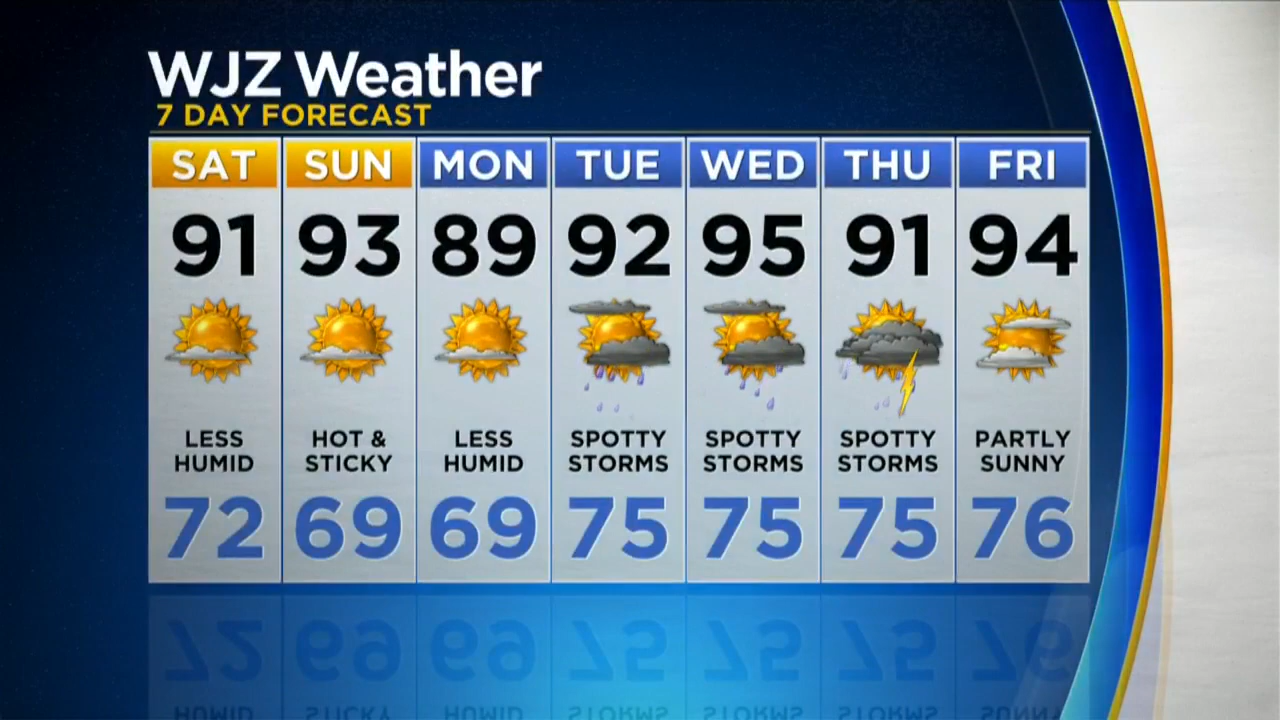 WJZ Weather
7 DAY FORECAST
SAT SUN MON TUE WED THU FRI
91 93 89 92 95 91 94
LESS HUMID HOT & STICKY LESS HUMID SPOTTY STORMS SPOTTY STORMS SPOTTY STORMS PARTLY SUNNY
72 69 69 75 75 75 76